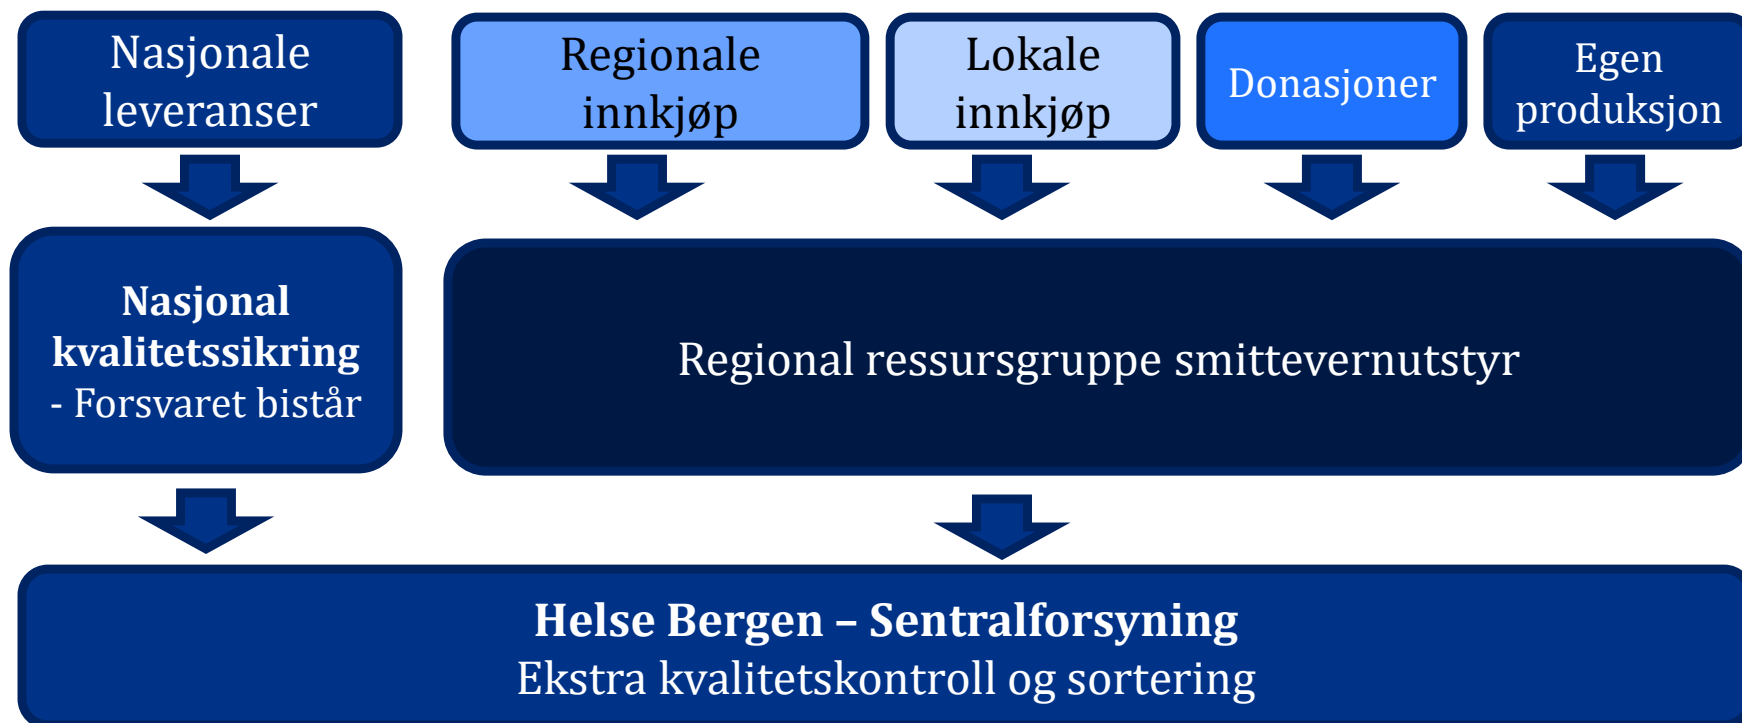 Nasjonale
leveranser
Regionale
innkjøp
Lokale
innkjøp
Donasjoner
Egen
produksjon
Nasjonal
kvalitetssikring
- Forsvaret bistår
Regional ressursgruppe smittevernutstyr
Helse Bergen – Sentralforsyning
Ekstra kvalitetskontroll og sortering